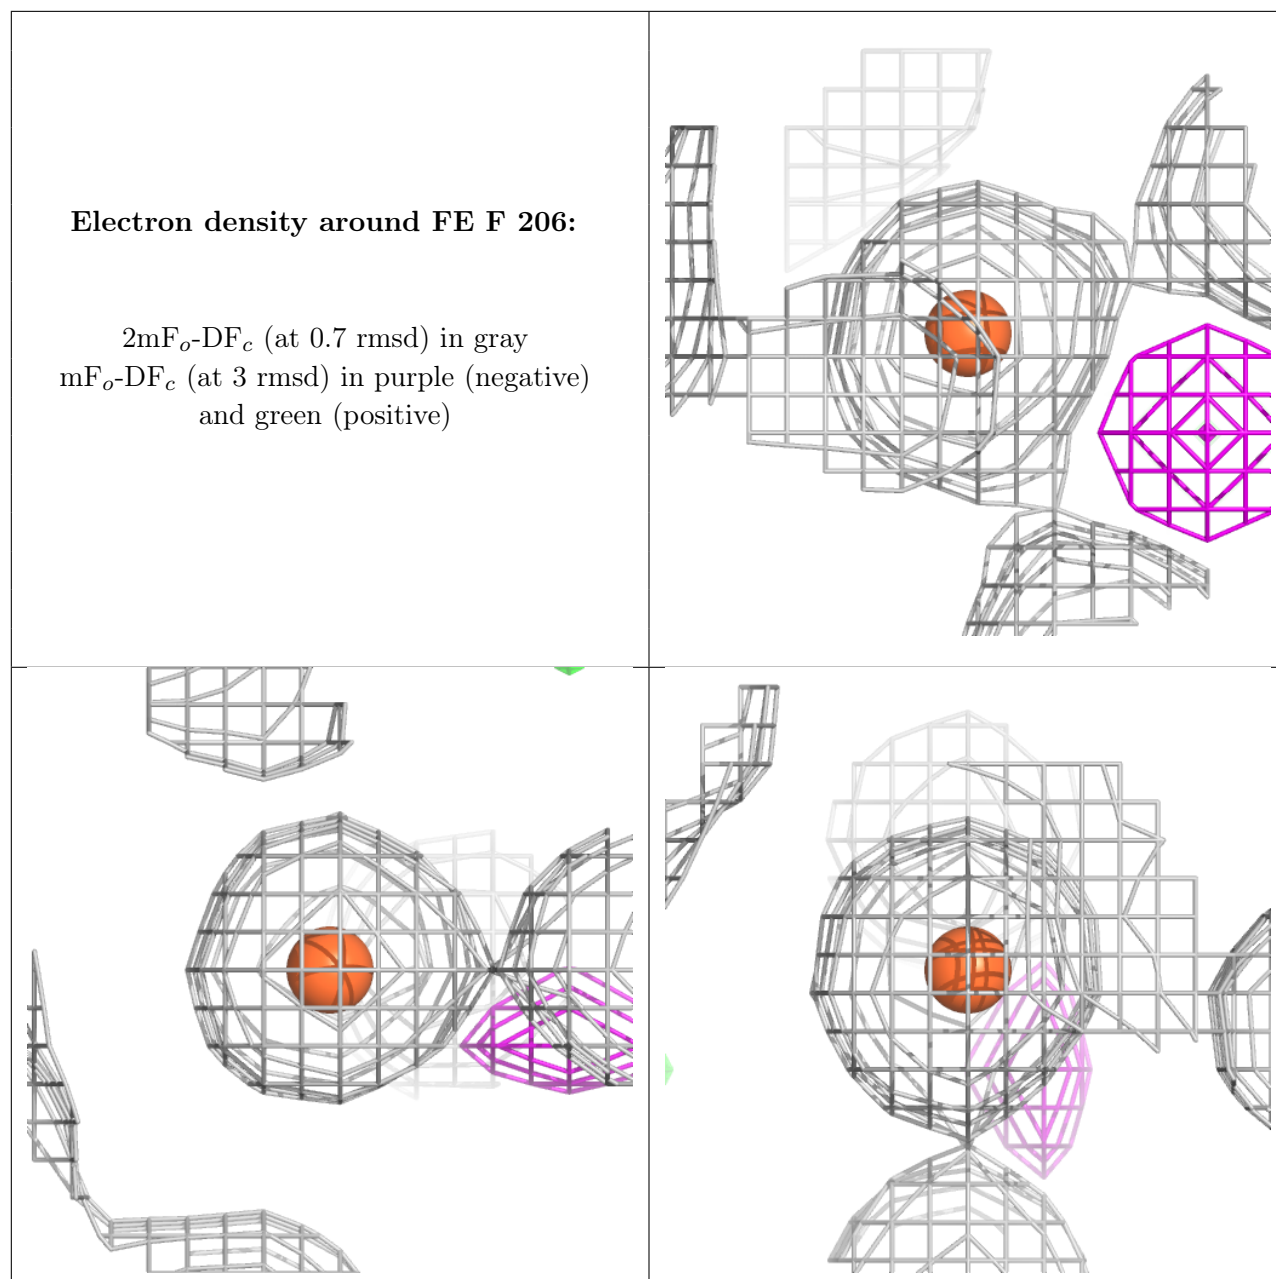 Electron density around FE F 206:
2mFo-DFc (at 0.7 rmsd) in gray
mFo-DFc (at 3 rmsd) in purple (negative)
and green (positive)